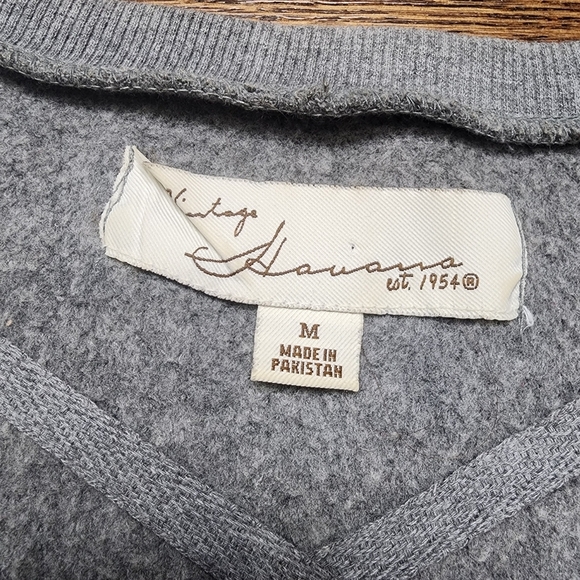 Vintage
Havana
est. 1954®
M
MADE IN
PAKISTAN